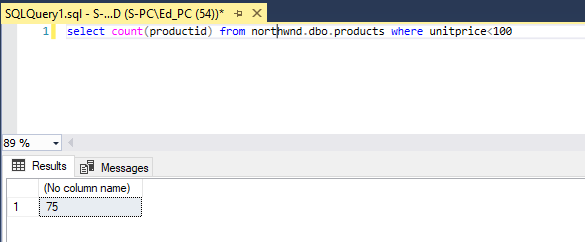 SQLQuery1.sql - S-...D (S-PC\Ed_PC (54))*
1 select count(productid) from northwnd.dbo.products where unitprice<100
89 %
Results Messages
(No column name)
1 75